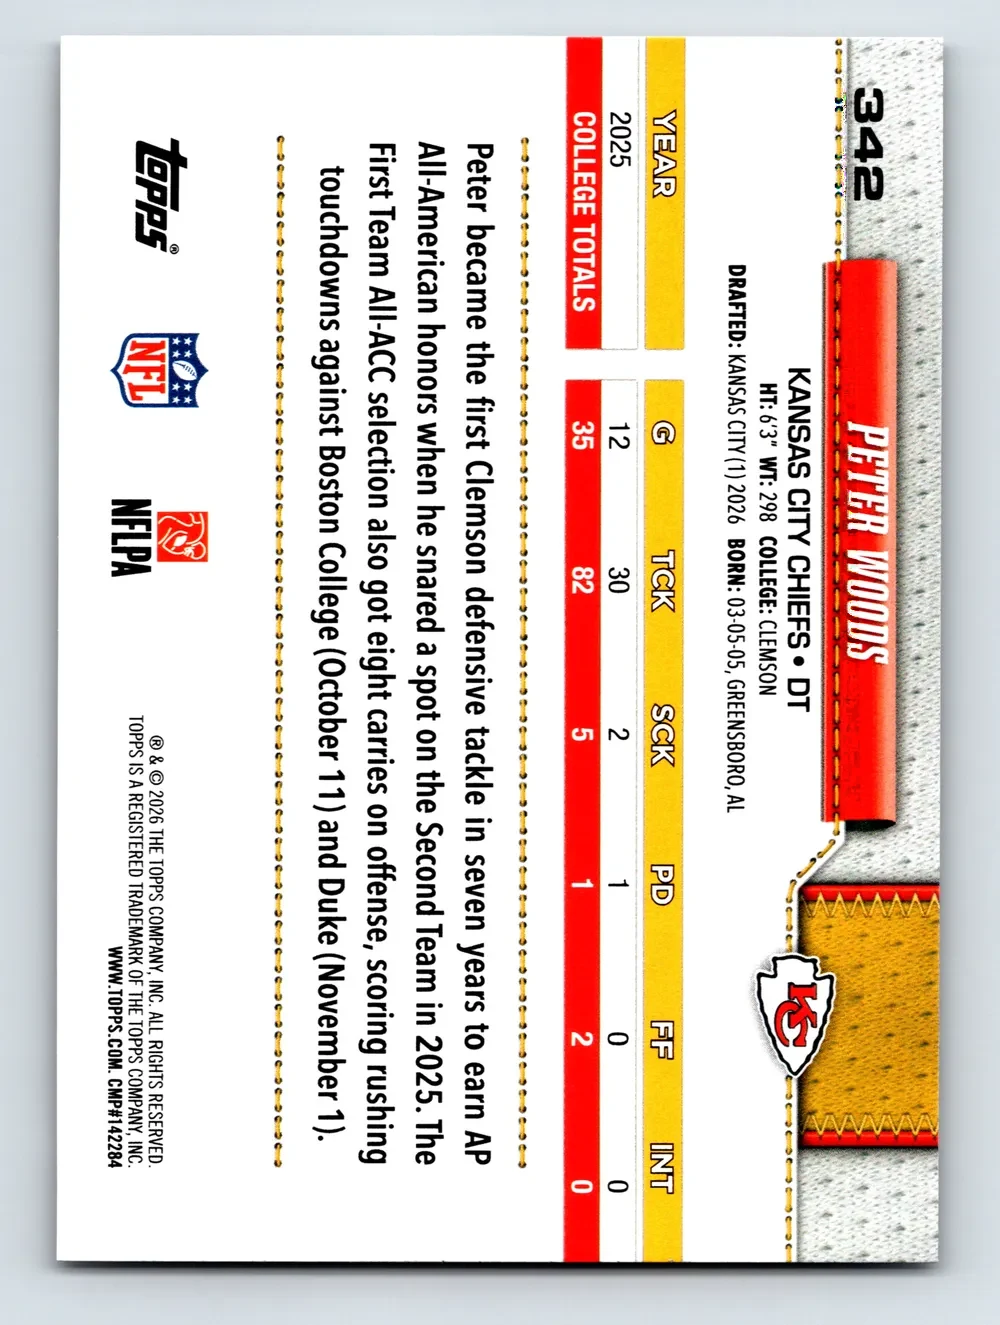 342
PETER WOODS
KANSAS CITY CHIEFS • DT
HT: 6'3" WT: 298 COLLEGE: CLEMSON
DRAFTED: KANSAS CITY (1) 2026 BORN: 03-05-05, GREENSBORO, AL
KC
YEAR G TCK SCK PD FF INT
2025 12 30 2 1 0 0
COLLEGE TOTALS 35 82 5 1 2 0
Peter became the first Clemson defensive tackle in seven years to earn AP
All-American honors when he snared a spot on the Second Team in 2025. The
First Team All-ACC selection also got eight carries on offense, scoring rushing
touchdowns against Boston College (October 11) and Duke (November 1).
topps®
NFL
NFLPA
® & © 2026 THE TOPPS COMPANY, INC. ALL RIGHTS RESERVED.
TOPPS IS A REGISTERED TRADEMARK OF THE TOPPS COMPANY, INC.
WWW.TOPPS.COM. CMP#142284